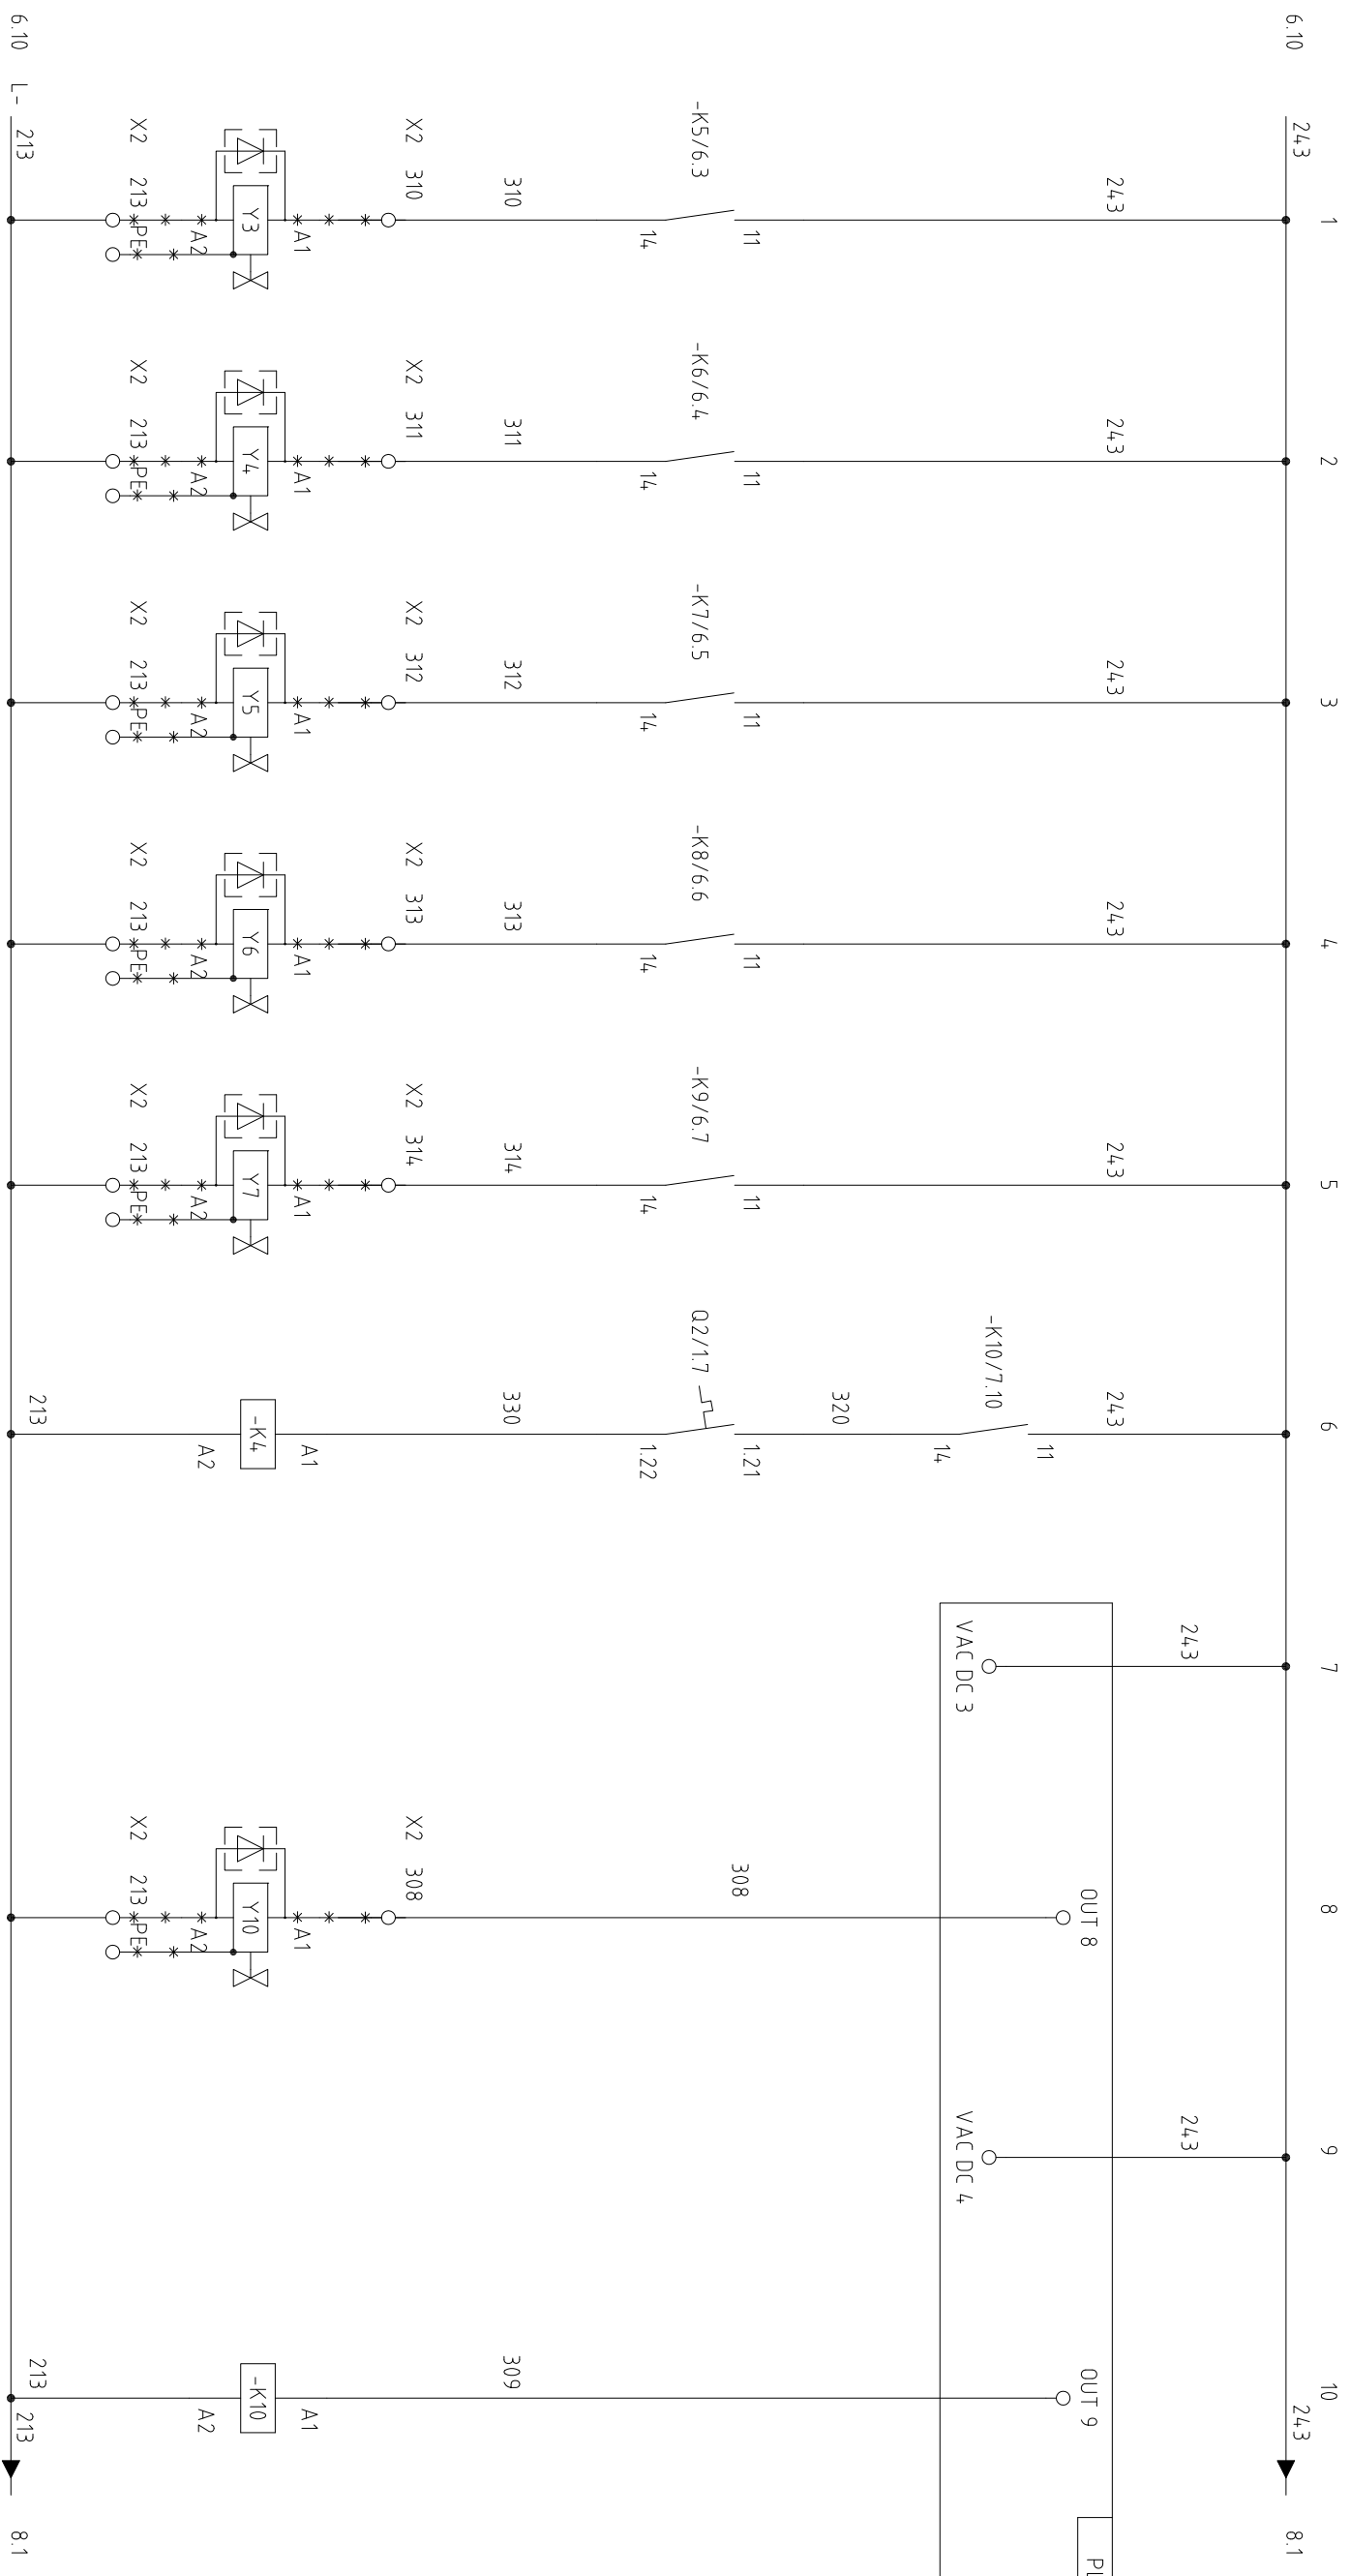 1 2 3 4 5 6 7 8 9 10
6.10 243 243 8.1
243 243
243 243 243 243 243 243
OUT 8 OUT 9
11
-K10/7.10
14 VAC DC 3 VAC DC 4
320
11 11 11 11 11 1.21 308
-K5/6.3 -K6/6.4 -K7/6.5 -K8/6.6 -K9/6.7 Q2/1.7
14 14 14 14 14 1.22
310 311 312 313 314 330 309
X2 310 X2 311 X2 312 X2 313 X2 314 X2 308
A1 A1 A1 A1 A1 A1 A1 A1
Y3 Y4 Y5 Y6 Y7 -K4 Y10 -K10
A2 A2 A2 A2 A2 A2 A2 A2
X2 213 PE X2 213 PE X2 213 PE X2 213 PE X2 213 PE X2 213 PE
213 213
6.10 L- 213 213 8.1